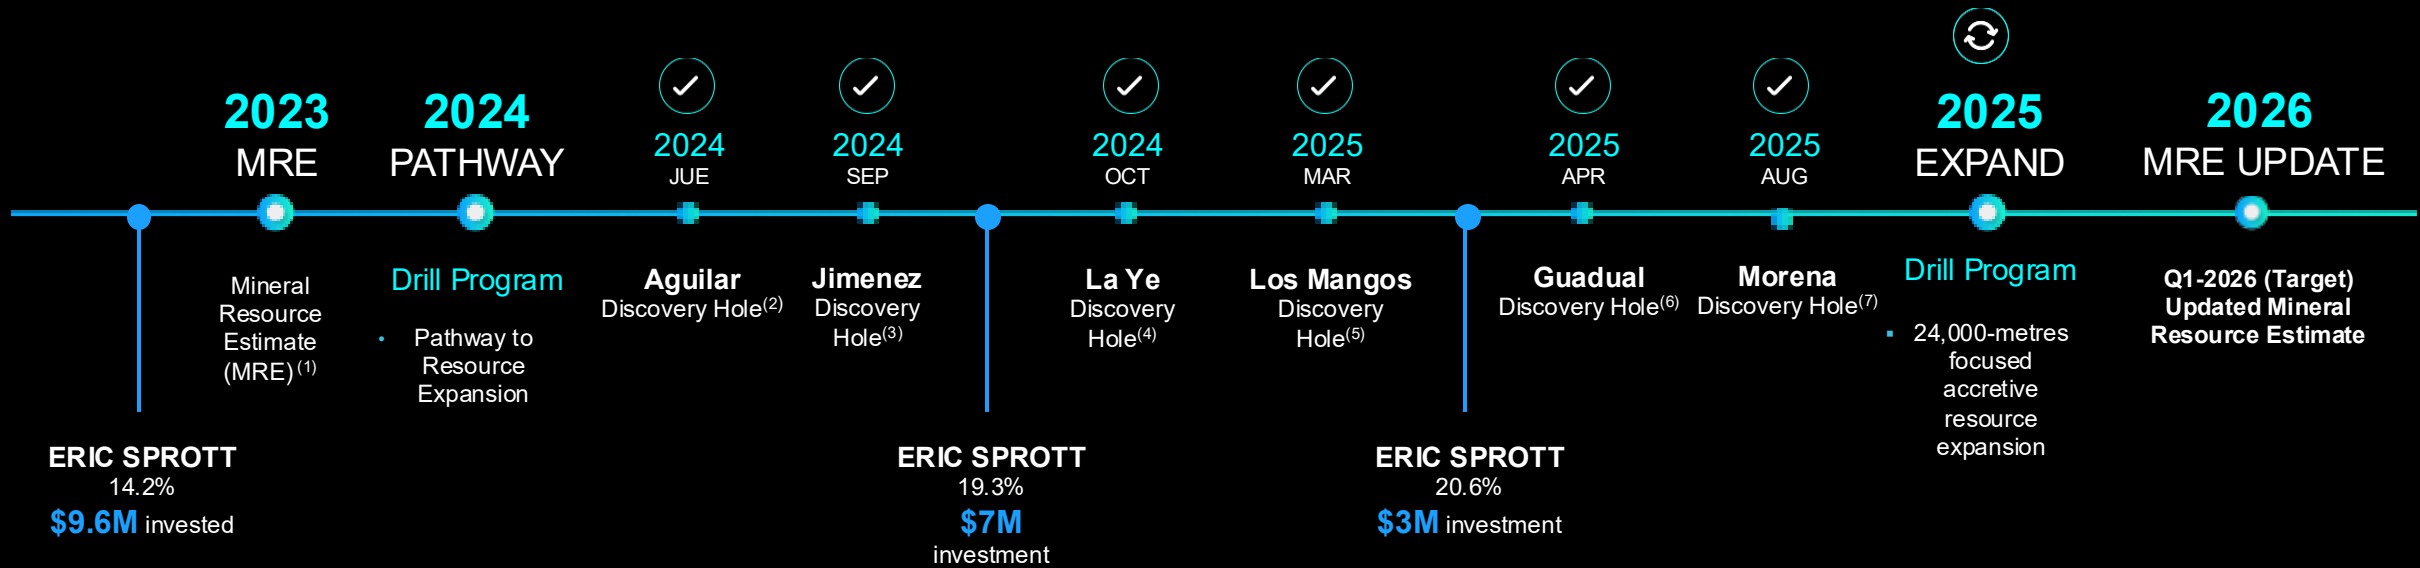 2023
MRE
Mineral
Resource
Estimate
(MRE) (1)
2024
PATHWAY
Drill Program
• Pathway to
Resource
Expansion
2024
JUE
Aguilar
Discovery Hole(2)
2024
SEP
Jimenez
Discovery
Hole(3)
2024
OCT
La Ye
Discovery
Hole(4)
2025
MAR
Los Mangos
Discovery
Hole(5)
2025
APR
Guadual
Discovery Hole(6)
2025
AUG
Morena
Discovery Hole(7)
2025
EXPAND
Drill Program
▪ 24,000-metres
focused
accretive
resource
expansion
2026
MRE UPDATE
Q1-2026 (Target)
Updated Mineral
Resource Estimate
ERIC SPROTT
14.2%
$9.6M invested
ERIC SPROTT
19.3%
$7M
investment
ERIC SPROTT
20.6%
$3M investment